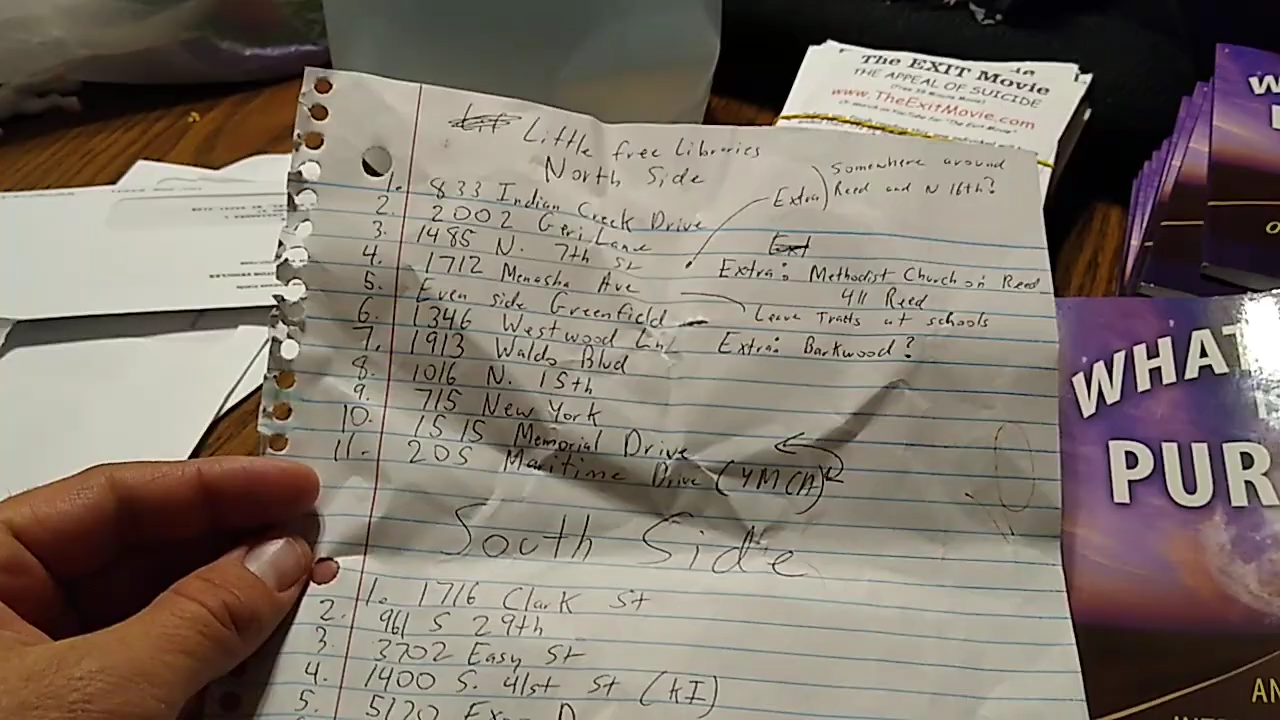 Little free Libraries
North Side
1. 833 Indian Creek Drive
2. 2002 Geri Lane
3. 1485 N. 7th St
4. 1712 Menasha Ave
5. Even side Greenfield
6. 1346 Westwood Ln
7. 1913 Waldo Blvd
8. 1016 N. 15th
9. 715 New York
10. 1515 Memorial Drive
11. 205 Maritime Drive (YMCA)
Extra) Somewhere around
Reed and N 16th?
Ext
Extra: Methodist Church on Reed
411 Reed
Leave Tracts at schools
Extra: Barkwood?
South Side
1. 1716 Clark St
2. 961 S 29th
3. 3702 Easy St
4. 1400 S. 41st St (KI)
5.
The EXIT Movie
THE APPEAL OF SUICIDE
www.TheExitMovie.com
WHAT
PUR
AN